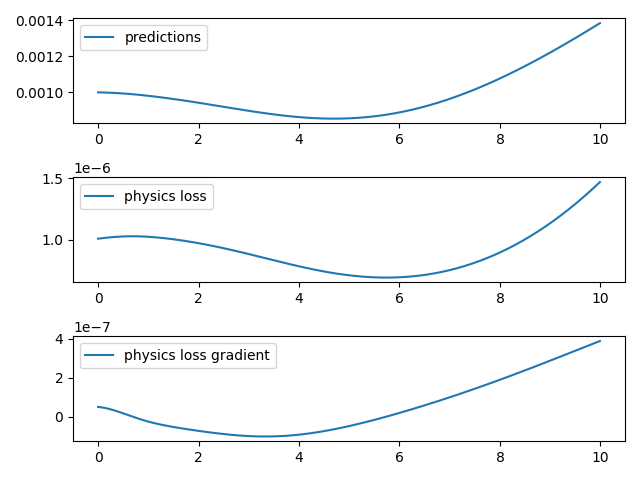 0.0014
predictions
0.0012
0.0010
0 2 4 6 8 10
1e−6
1.5
physics loss
1.0
0 2 4 6 8 10
1e−7
4
physics loss gradient
2
0
0 2 4 6 8 10